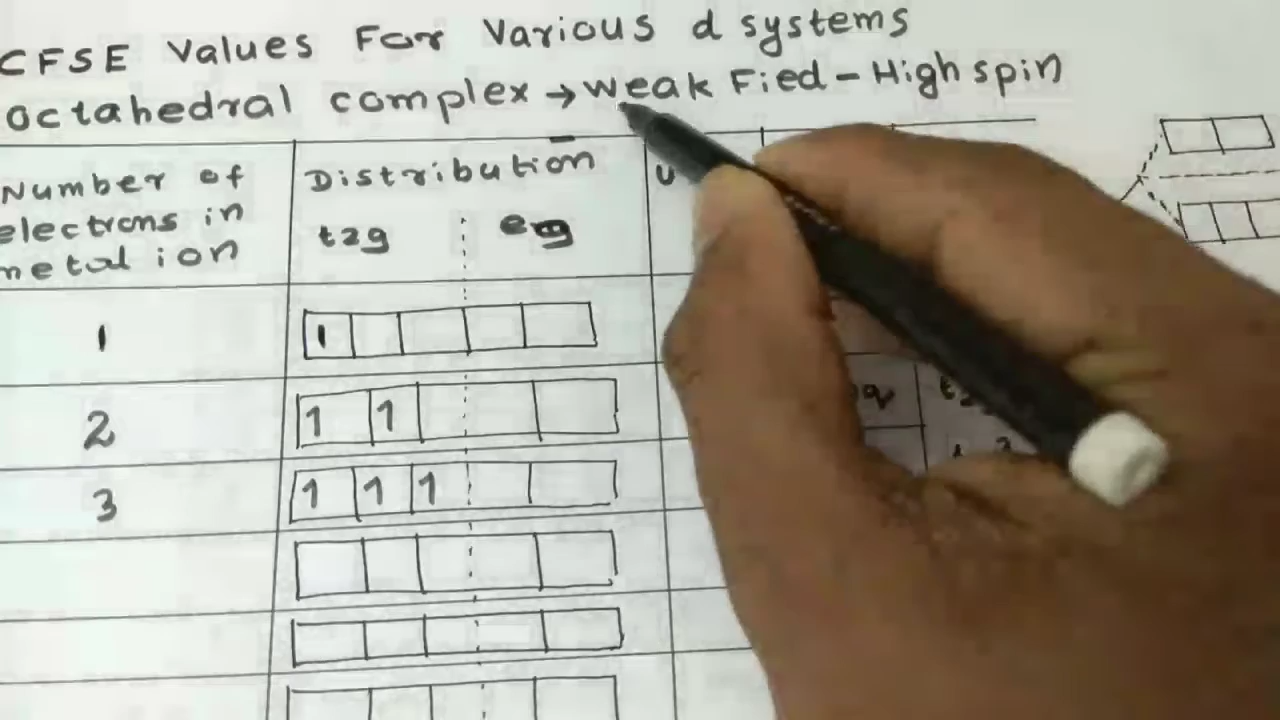 CFSE Values For Various d systems
octahedral complex → Weak Fied - High spin
Number of electrons in metal ion
Distribution
t2g eg
1
1
2
1 1
3
1 1 1